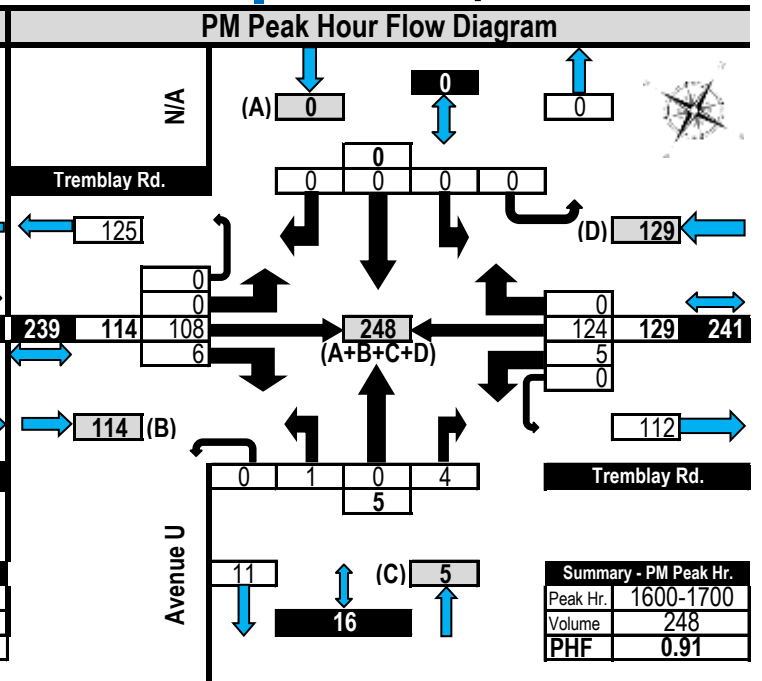 PM Peak Hour Flow Diagram
N/A
(A) 0
0
0
0
Tremblay Rd.
0 0 0 0
125
(D) 129
0
0
0
239 114 108
248
124 129 241
6
(A+B+C+D)
5
0
114 (B)
112
0 1 0 4
Tremblay Rd.
5
Avenue U
11
(C) 5
16
Summary - PM Peak Hr.
Peak Hr. 1600-1700
Volume 248
PHF 0.91